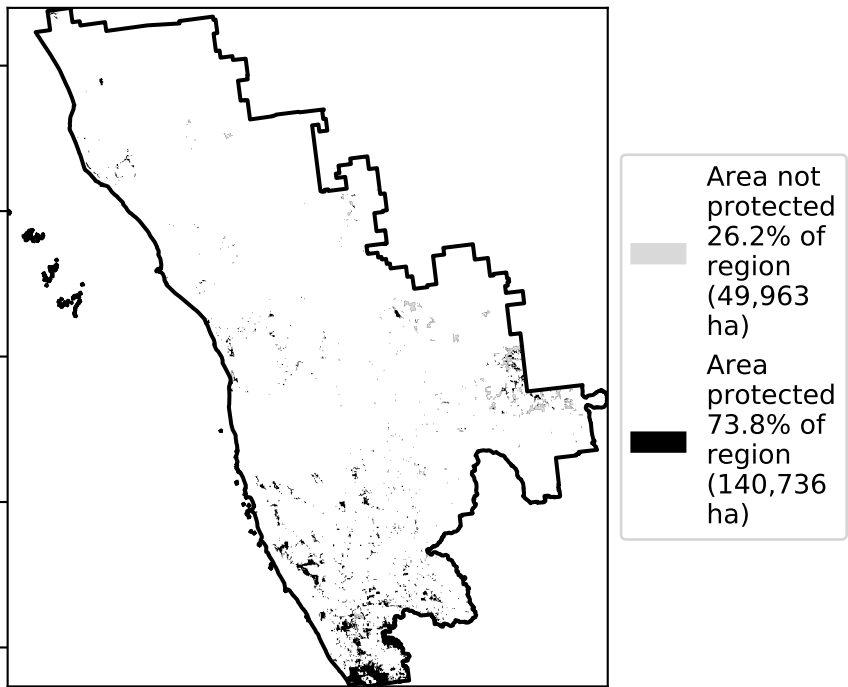 Area not
protected
26.2% of
region
(49,963
ha)
Area
protected
73.8% of
region
(140,736
ha)